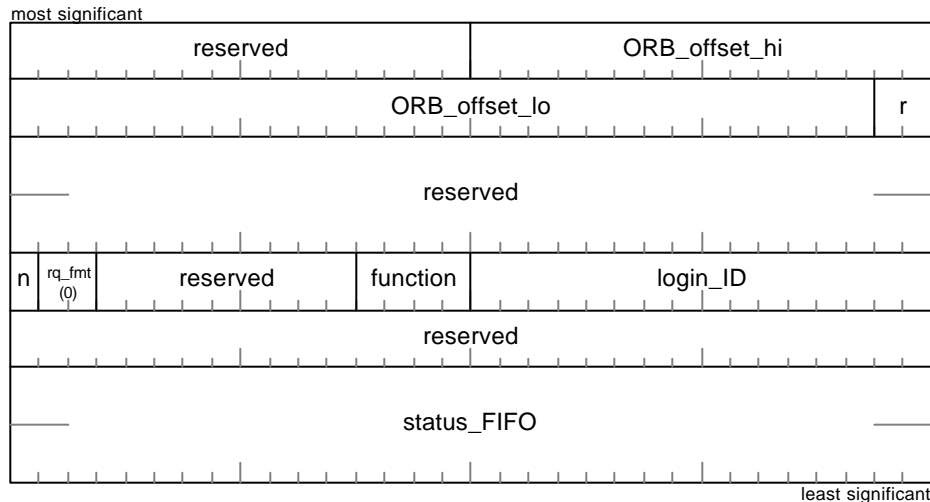 most significant
reserved ORB_offset_hi
ORB_offset_lo r
reserved
n rq_fmt (0) reserved function login_ID
reserved
status_FIFO
least significant